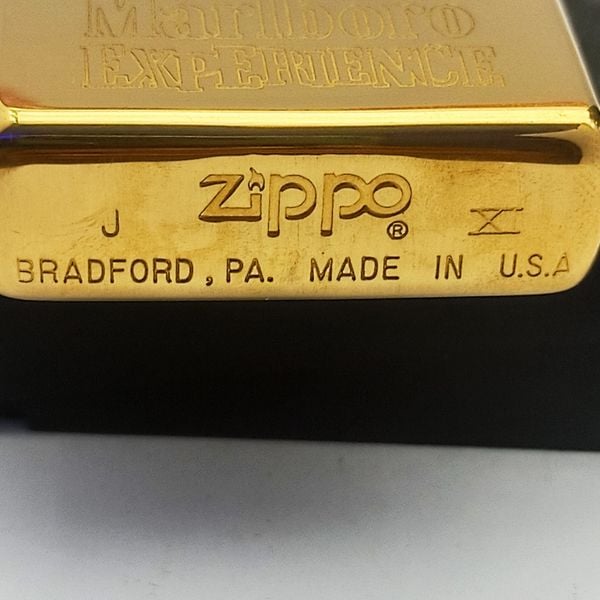 Marlboro
EXPERIENCE
zippo®
J XI
BRADFORD, PA. MADE IN U.S.A